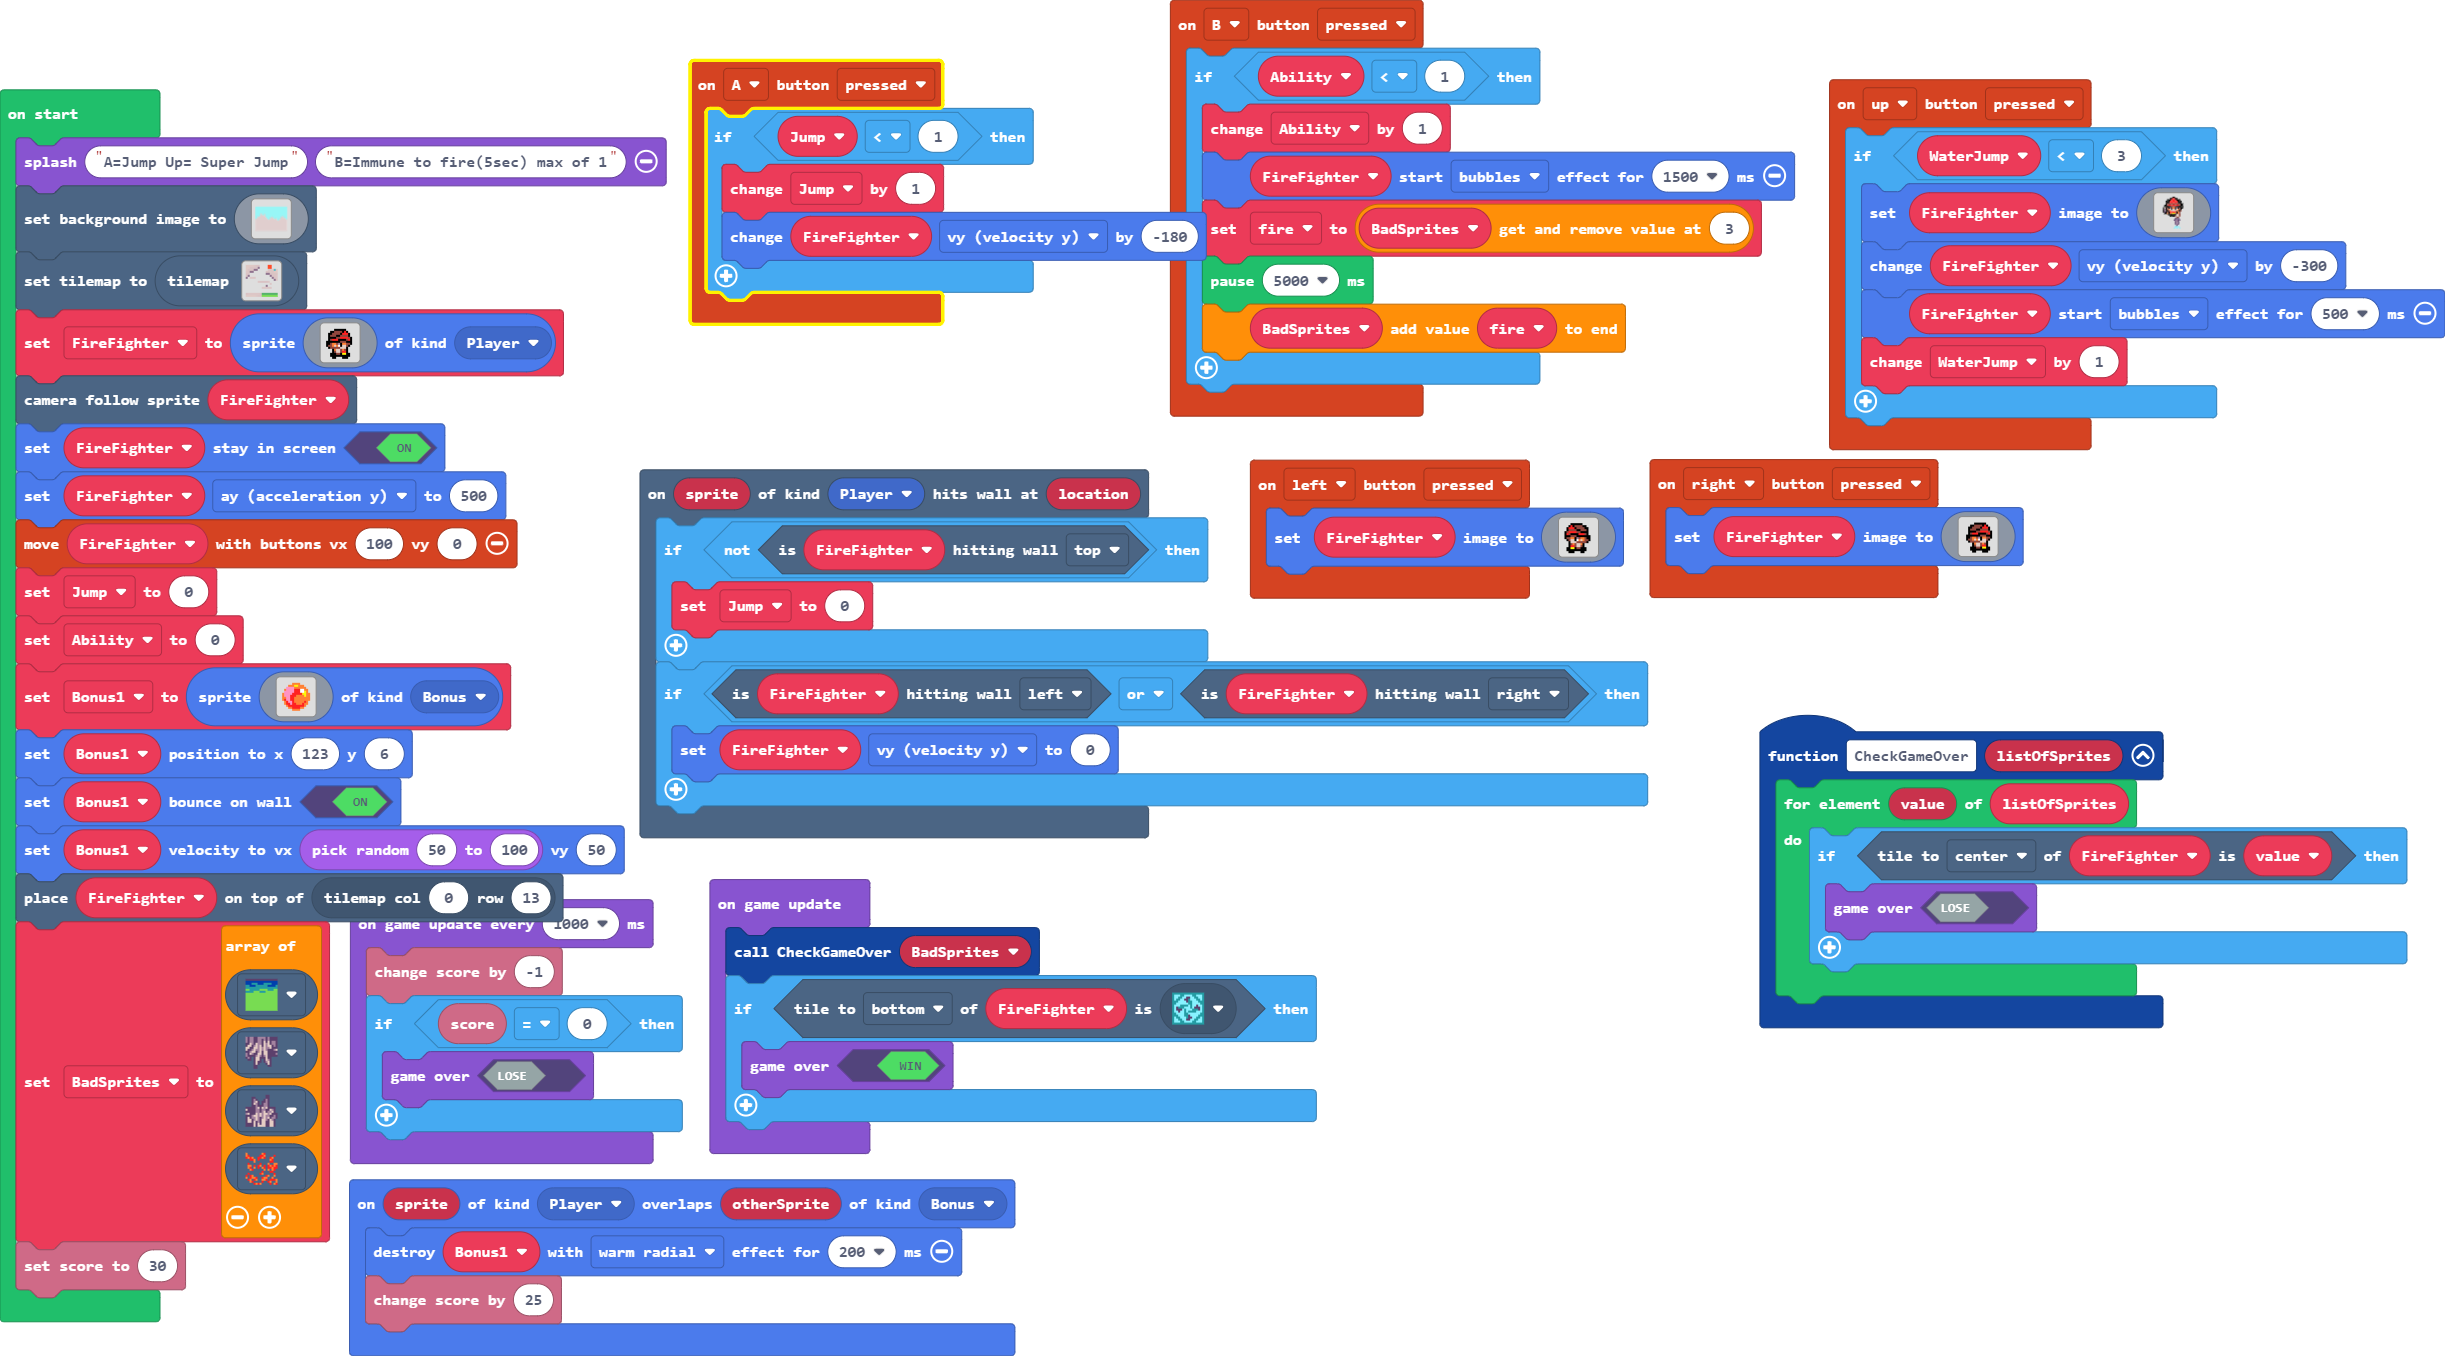 on start
splash "A=Jump Up= Super Jump" "B=Immune to fire(5sec) max of 1"
set background image to
set tilemap to tilemap
set FireFighter to sprite of kind Player
camera follow sprite FireFighter
set FireFighter stay in screen ON
set FireFighter ay (acceleration y) to 500
move FireFighter with buttons vx 100 vy 0
set Jump to 0
set Ability to 0
set Bonus1 to sprite of kind Bonus
set Bonus1 position to x 123 y 6
set Bonus1 bounce on wall ON
set Bonus1 velocity to vx pick random 50 to 100 vy 50
place FireFighter on top of tilemap col 0 row 13
set BadSprites to array of
set score to 30
on A button pressed
if Jump < 1 then
change Jump by 1
change FireFighter vy (velocity y) by -180
on B button pressed
if Ability < 1 then
change Ability by 1
FireFighter start bubbles effect for 1500 ms
set fire to BadSprites get and remove value at 3
pause 5000 ms
BadSprites add value fire to end
on up button pressed
if WaterJump < 3 then
set FireFighter image to
change FireFighter vy (velocity y) by -300
FireFighter start bubbles effect for 500 ms
change WaterJump by 1
on sprite of kind Player hits wall at location
if not is FireFighter hitting wall top then
set Jump to 0
if is FireFighter hitting wall left or is FireFighter hitting wall right then
set FireFighter vy (velocity y) to 0
on left button pressed
set FireFighter image to
on right button pressed
set FireFighter image to
on game update every 1000 ms
change score by -1
if score = 0 then
game over LOSE
on game update
call CheckGameOver BadSprites
if tile to bottom of FireFighter is then
game over WIN
function CheckGameOver listOfSprites
for element value of listOfSprites
do
if tile to center of FireFighter is value then
game over LOSE
on sprite of kind Player overlaps otherSprite of kind Bonus
destroy Bonus1 with warm radial effect for 200 ms
change score by 25